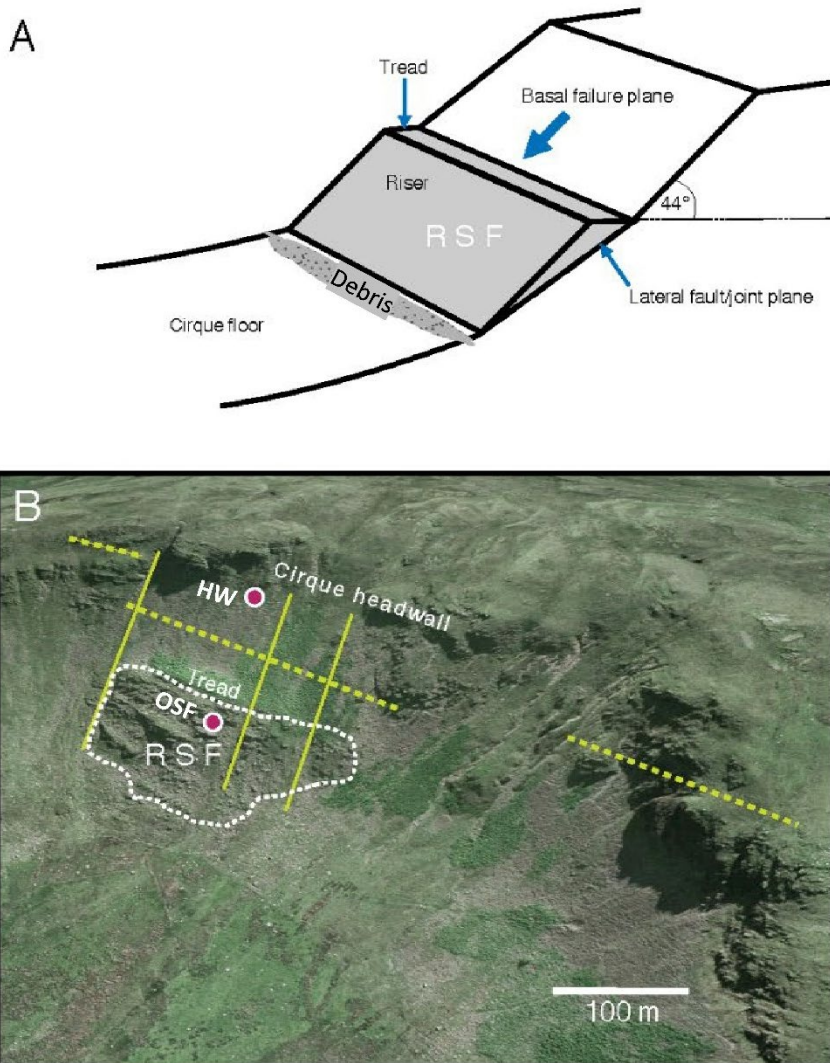 A
Tread
Basal failure plane
Riser
RSF
44°
Debris
Lateral fault/joint plane
Cirque floor
B
HW
Cirque headwall
Tread
OSF
RSF
100 m